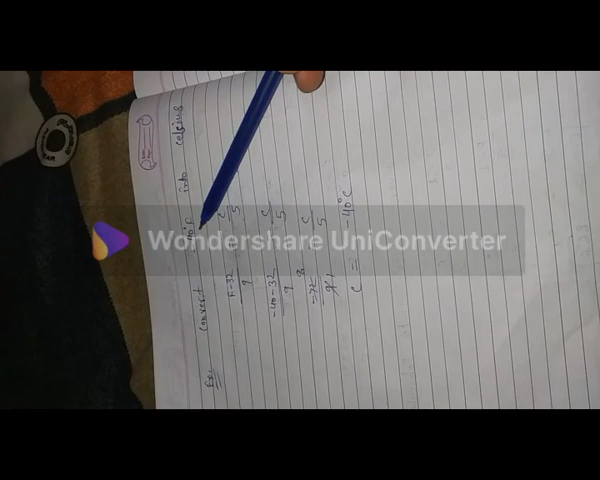 Ex:- Convert -40°F into celsius
F-32/9 = C/5
-40-32/9 = C/5
-72/9 = C/5
C = -40°C
Wondershare UniConverter